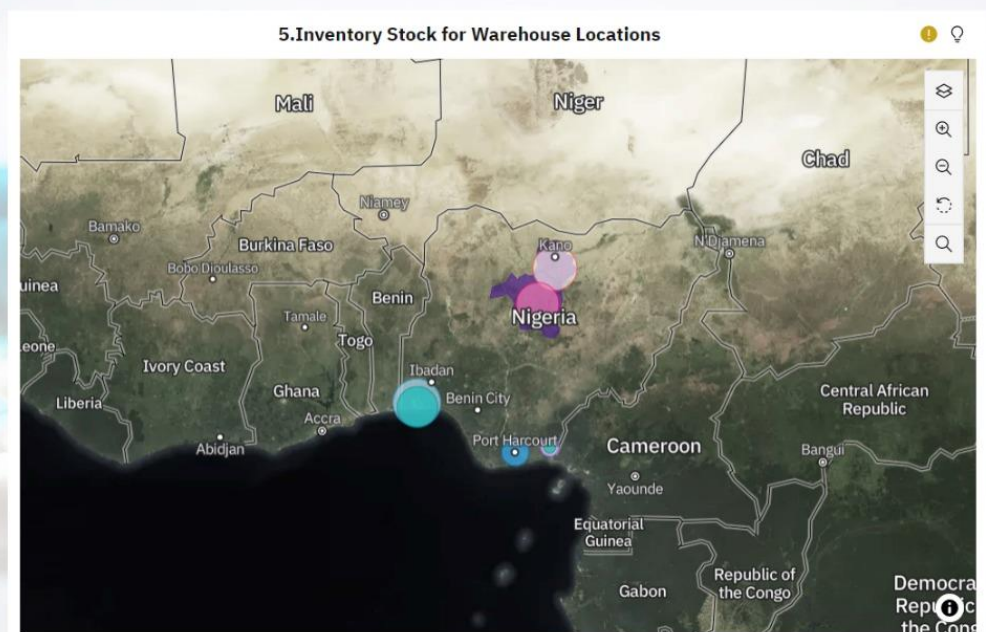 5.Inventory Stock for Warehouse Locations
Mali
Niger
Chad
Niamey
Bamako
Burkina Faso
Kano
N'Djamena
Bobo Dioulasso
uinea
Benin
Tamale
Nigeria
Togo
eone
Ivory Coast
Ibadan
Ghana
Benin City
Central African
Republic
Liberia
Accra
Port Harcourt
Cameroon
Abidjan
Bangui
Yaounde
Equatorial
Guinea
Republic of
the Congo
Gabon
Democra
Rep ic
the Cong